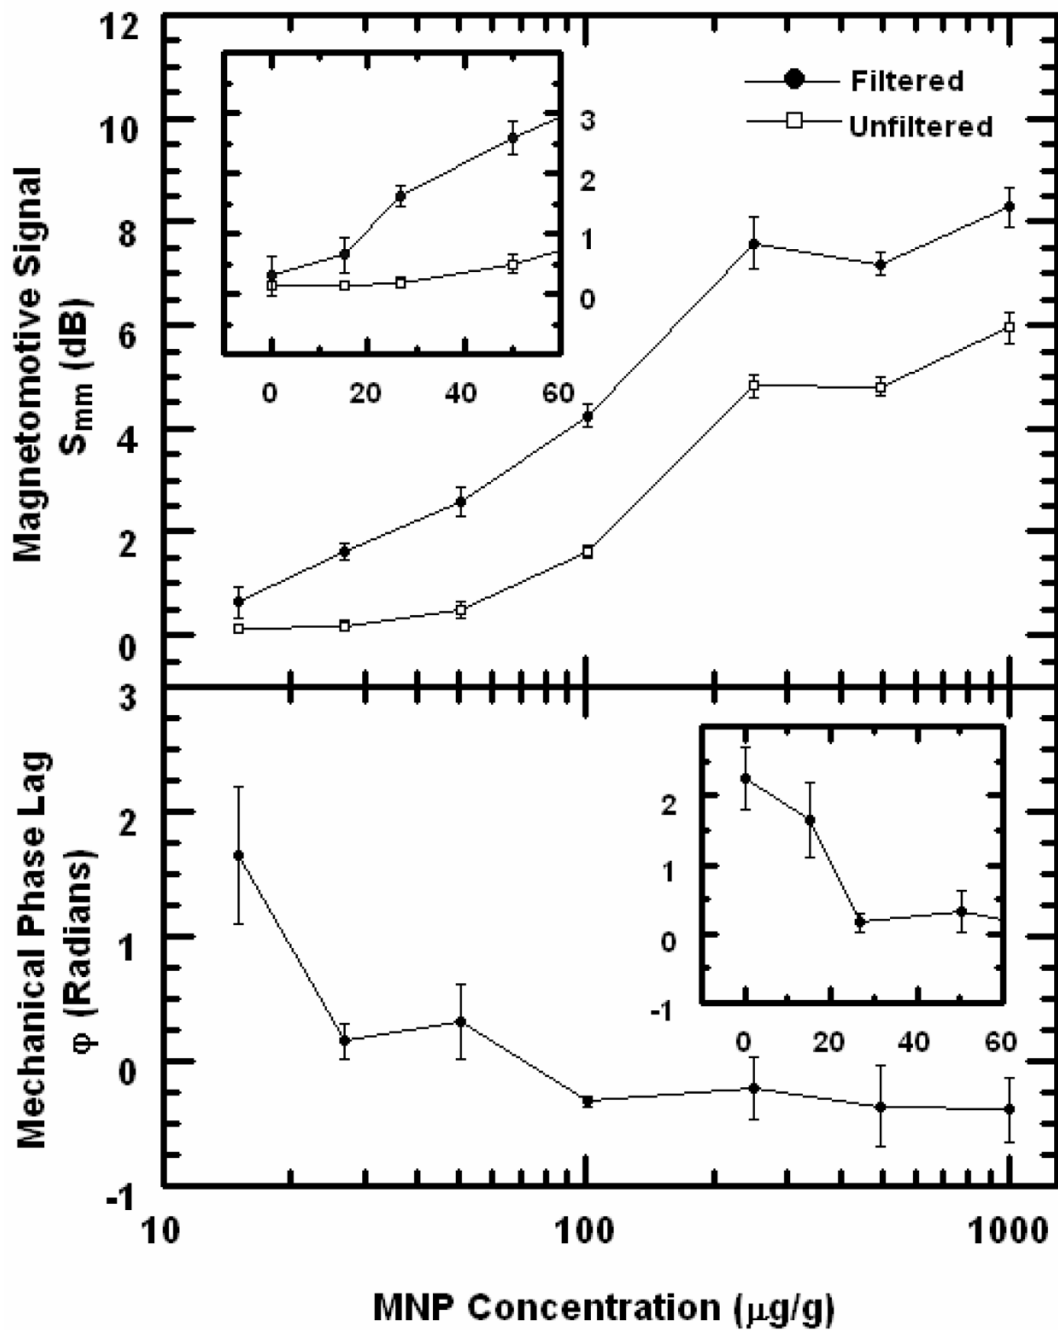 12
10
8
6
4
2
0
Magnetomotive Signal
Smm (dB)
3
2
1
0
0 20 40 60
Filtered
Unfiltered
3
2
1
0
-1
Mechanical Phase Lag
φ (Radians)
2
1
0
-1
0 20 40 60
10 100 1000
MNP Concentration (μg/g)